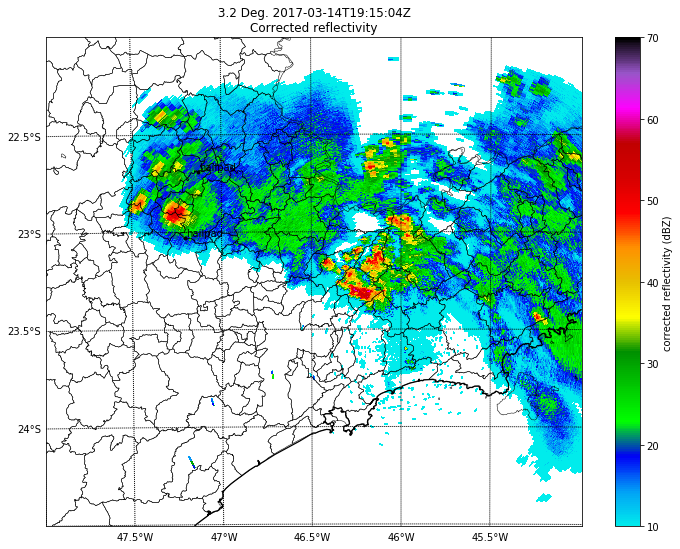 3.2 Deg. 2017-03-14T19:15:04Z
Corrected reflectivity
22.5°S
23°S
23.5°S
24°S
47.5°W
47°W
46.5°W
46°W
45.5°W
70
60
50
40
30
20
10
corrected reflectivity (dBZ)